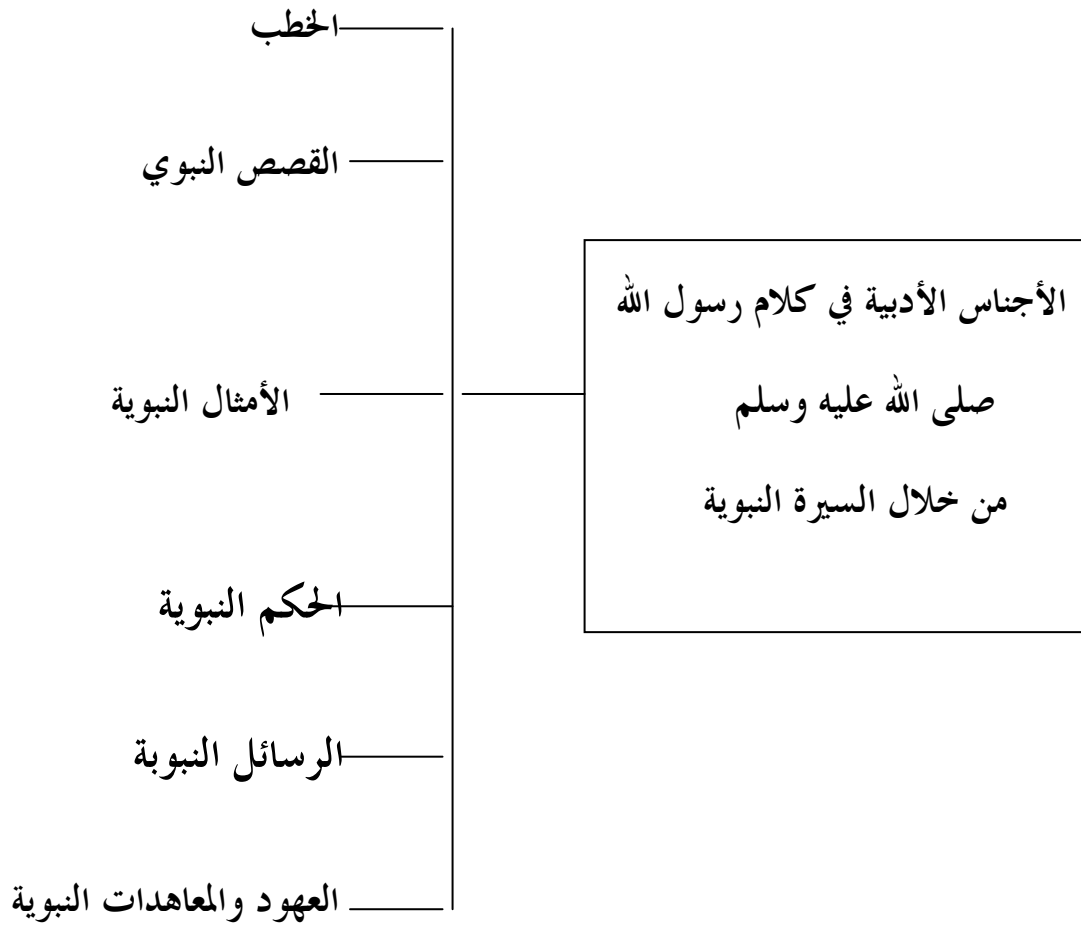 الأجناس الأدبية في كلام رسول الله
صلى الله عليه وسلم
من خلال السيرة النبوية
الخطب
القصص النبوي
الأمثال النبوية
الحكم النبوية
الرسائل النبوبة
العهود والمعاهدات النبوية